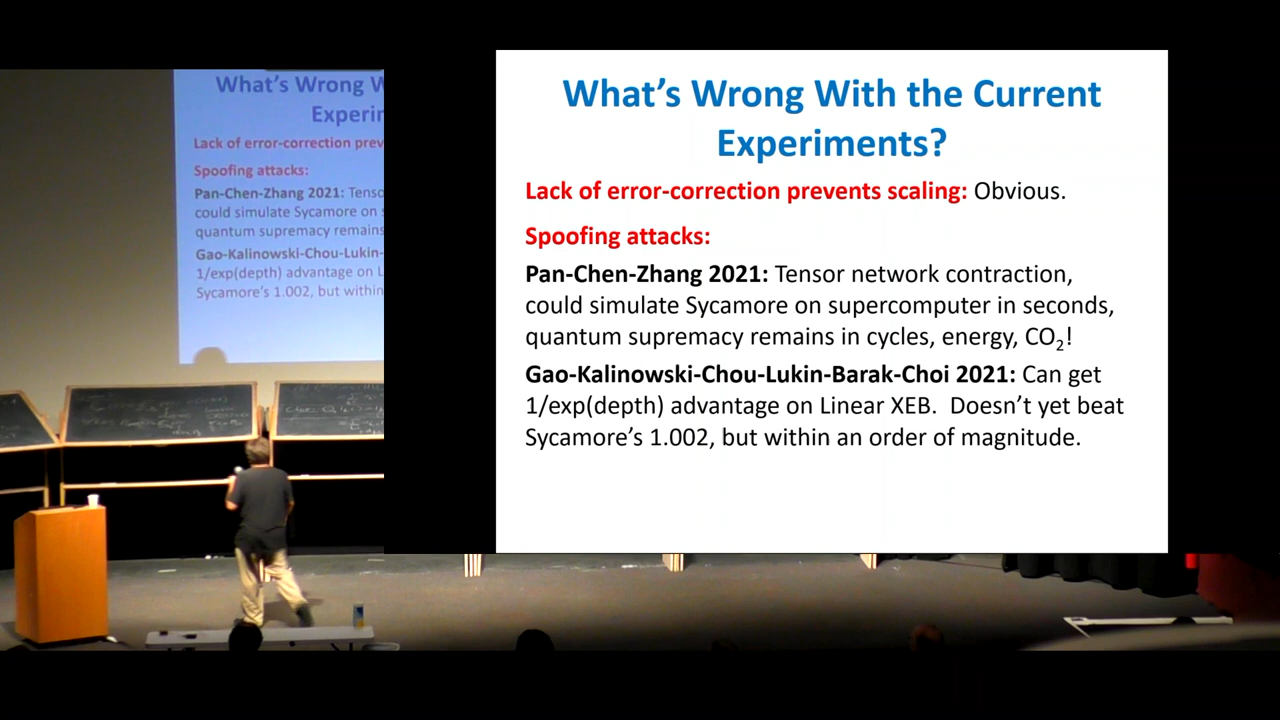 What's Wrong W
Experir
Lack of error-correction prev
Spoofing attacks:
Pan-Chen-Zhang 2021: Tenso
could simulate Sycamore on s
quantum supremacy remains
Gao-Kalinowski-Chou-Lukin-
1/exp(depth) advantage on L
Sycamore's 1.002, but within
What's Wrong With the Current
Experiments?
Lack of error-correction prevents scaling: Obvious.
Spoofing attacks:
Pan-Chen-Zhang 2021: Tensor network contraction,
could simulate Sycamore on supercomputer in seconds,
quantum supremacy remains in cycles, energy, CO₂!
Gao-Kalinowski-Chou-Lukin-Barak-Choi 2021: Can get
1/exp(depth) advantage on Linear XEB.  Doesn't yet beat
Sycamore's 1.002, but within an order of magnitude.